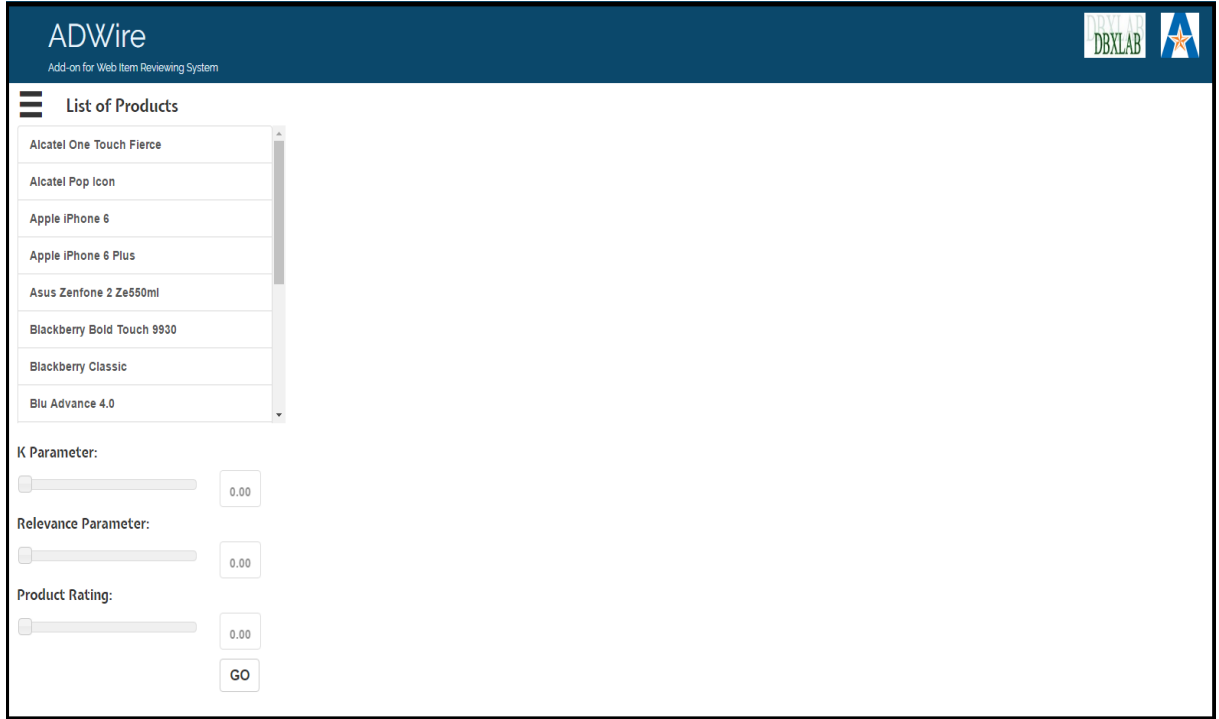 ADWire
Add-on for Web Item Reviewing System
DBXLAB
DBXLAB
List of Products
Alcatel One Touch Fierce
Alcatel Pop Icon
Apple iPhone 6
Apple iPhone 6 Plus
Asus Zenfone 2 Ze550ml
Blackberry Bold Touch 9930
Blackberry Classic
Blu Advance 4.0
K Parameter:
0.00
Relevance Parameter:
0.00
Product Rating:
0.00
GO